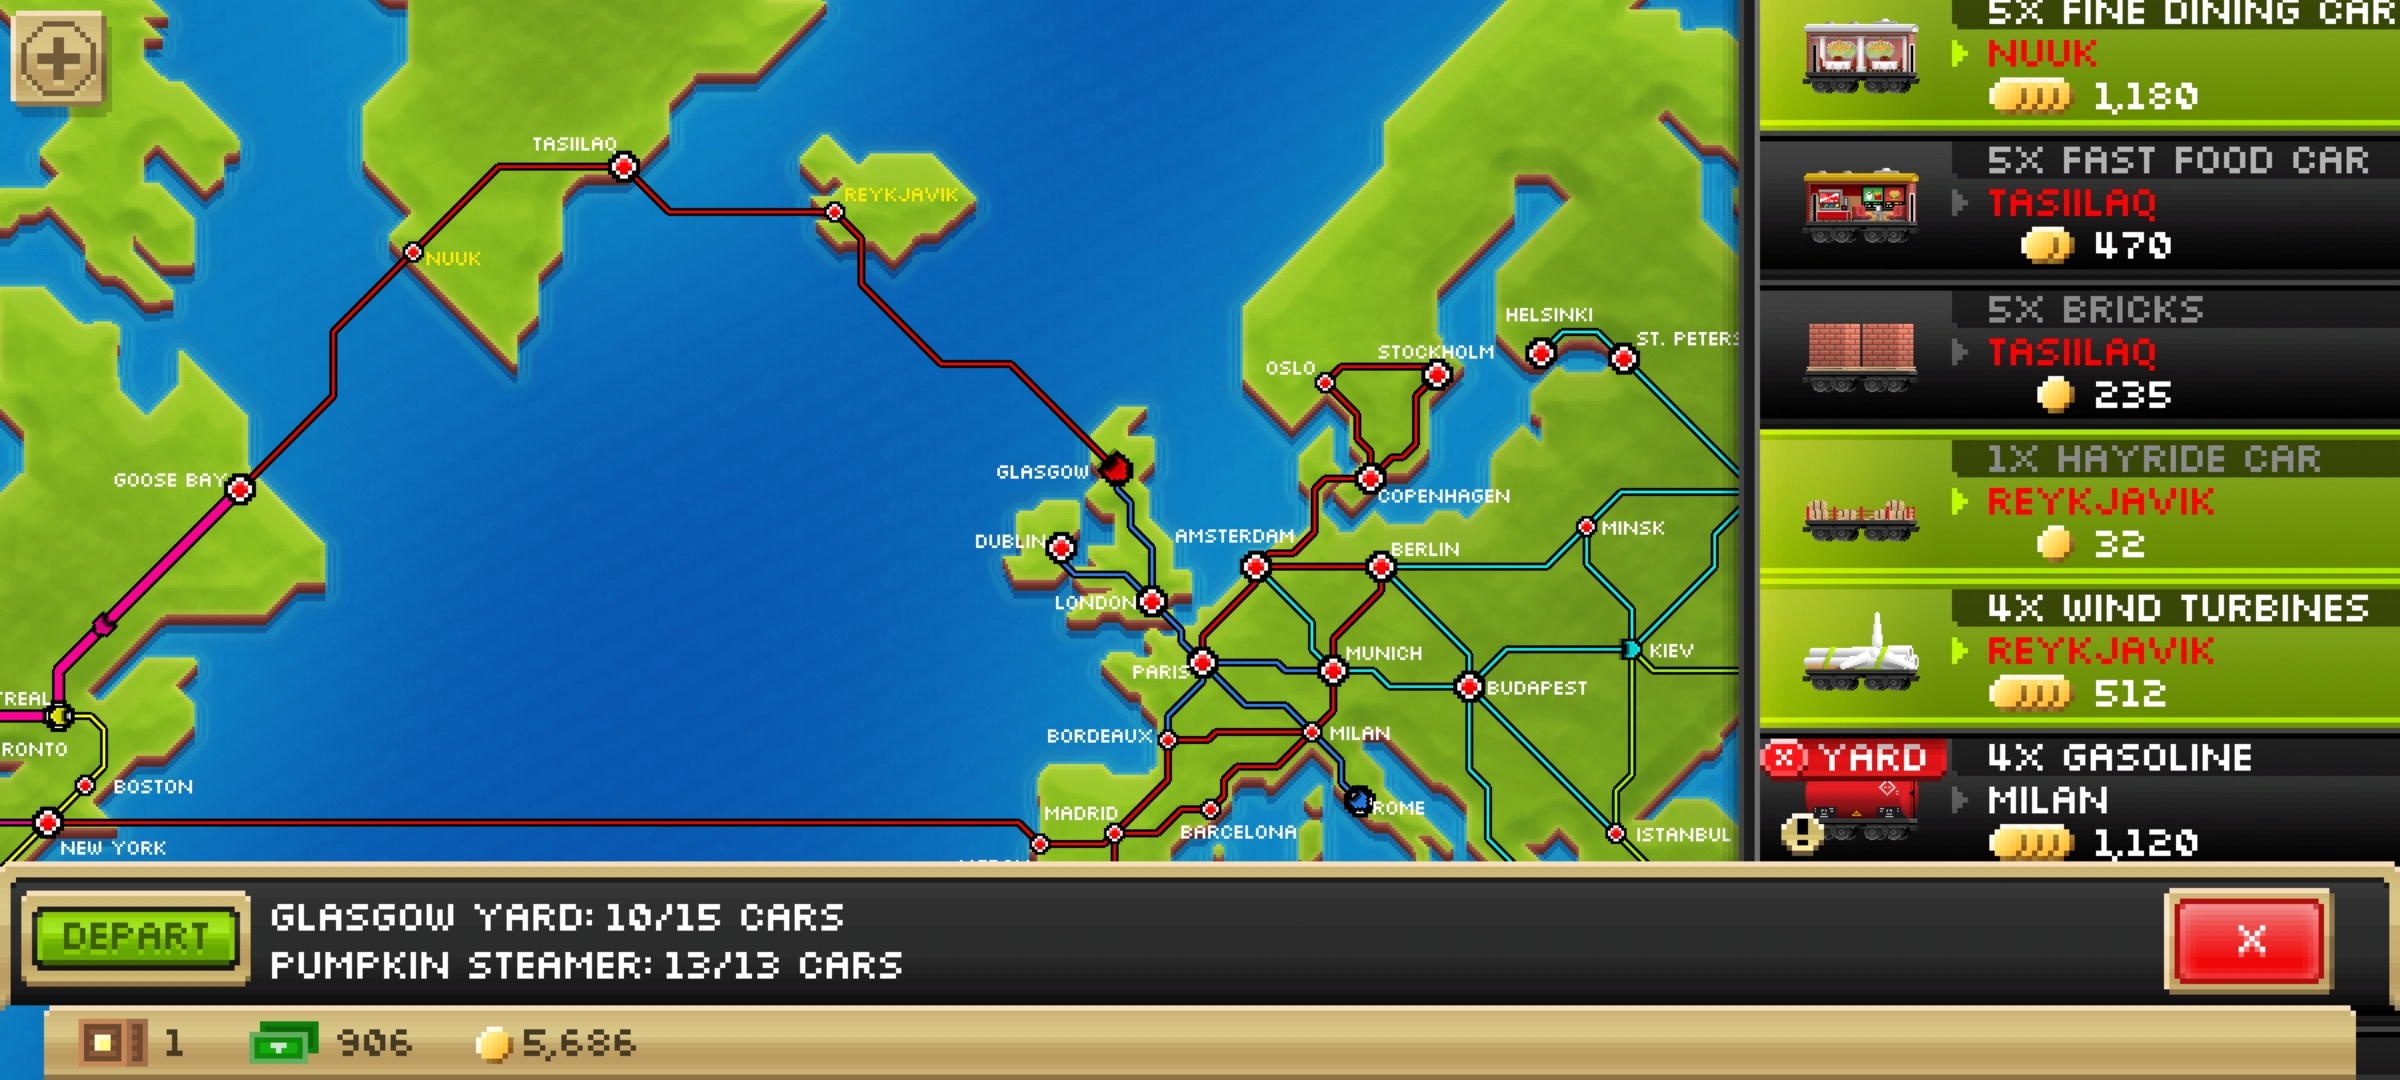 TASIILAQ
REYKJAVIK
NUUK
GOOSE BAY
GLASGOW
DUBLIN
LONDON
AMSTERDAM
BERLIN
HELSINKI
ST. PETERS
STOCKHOLM
OSLO
COPENHAGEN
MINSK
KIEV
PARIS
MUNICH
BUDAPEST
BORDEAUX
MILAN
ROME
MADRID
BARCELONA
ISTANBUL
TREAL
RONTO
BOSTON
NEW YORK
5X FINE DINING CAR
NUUK
1,180
5X FAST FOOD CAR
TASIILAQ
470
5X BRICKS
TASIILAQ
235
1X HAYRIDE CAR
REYKJAVIK
32
4X WIND TURBINES
REYKJAVIK
512
X YARD
4X GASOLINE
MILAN
1,120
DEPART
GLASGOW YARD: 10/15 CARS
PUMPKIN STEAMER: 13/13 CARS
X
1
906
5,686